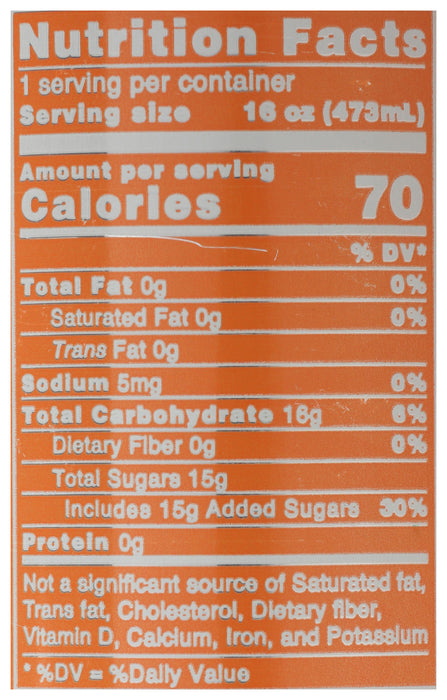 Nutrition Facts
1 serving per container
Serving size 16 oz (473mL)
Amount per serving
Calories 70
% DV*
Total Fat 0g 0%
Saturated Fat 0g 0%
Trans Fat 0g
Sodium 5mg 0%
Total Carbohydrate 16g 6%
Dietary Fiber 0g 0%
Total Sugars 15g
Includes 15g Added Sugars 30%
Protein 0g
Not a significant source of Saturated fat,
Trans fat, Cholesterol, Dietary fiber,
Vitamin D, Calcium, Iron, and Potassium
* %DV = %Daily Value